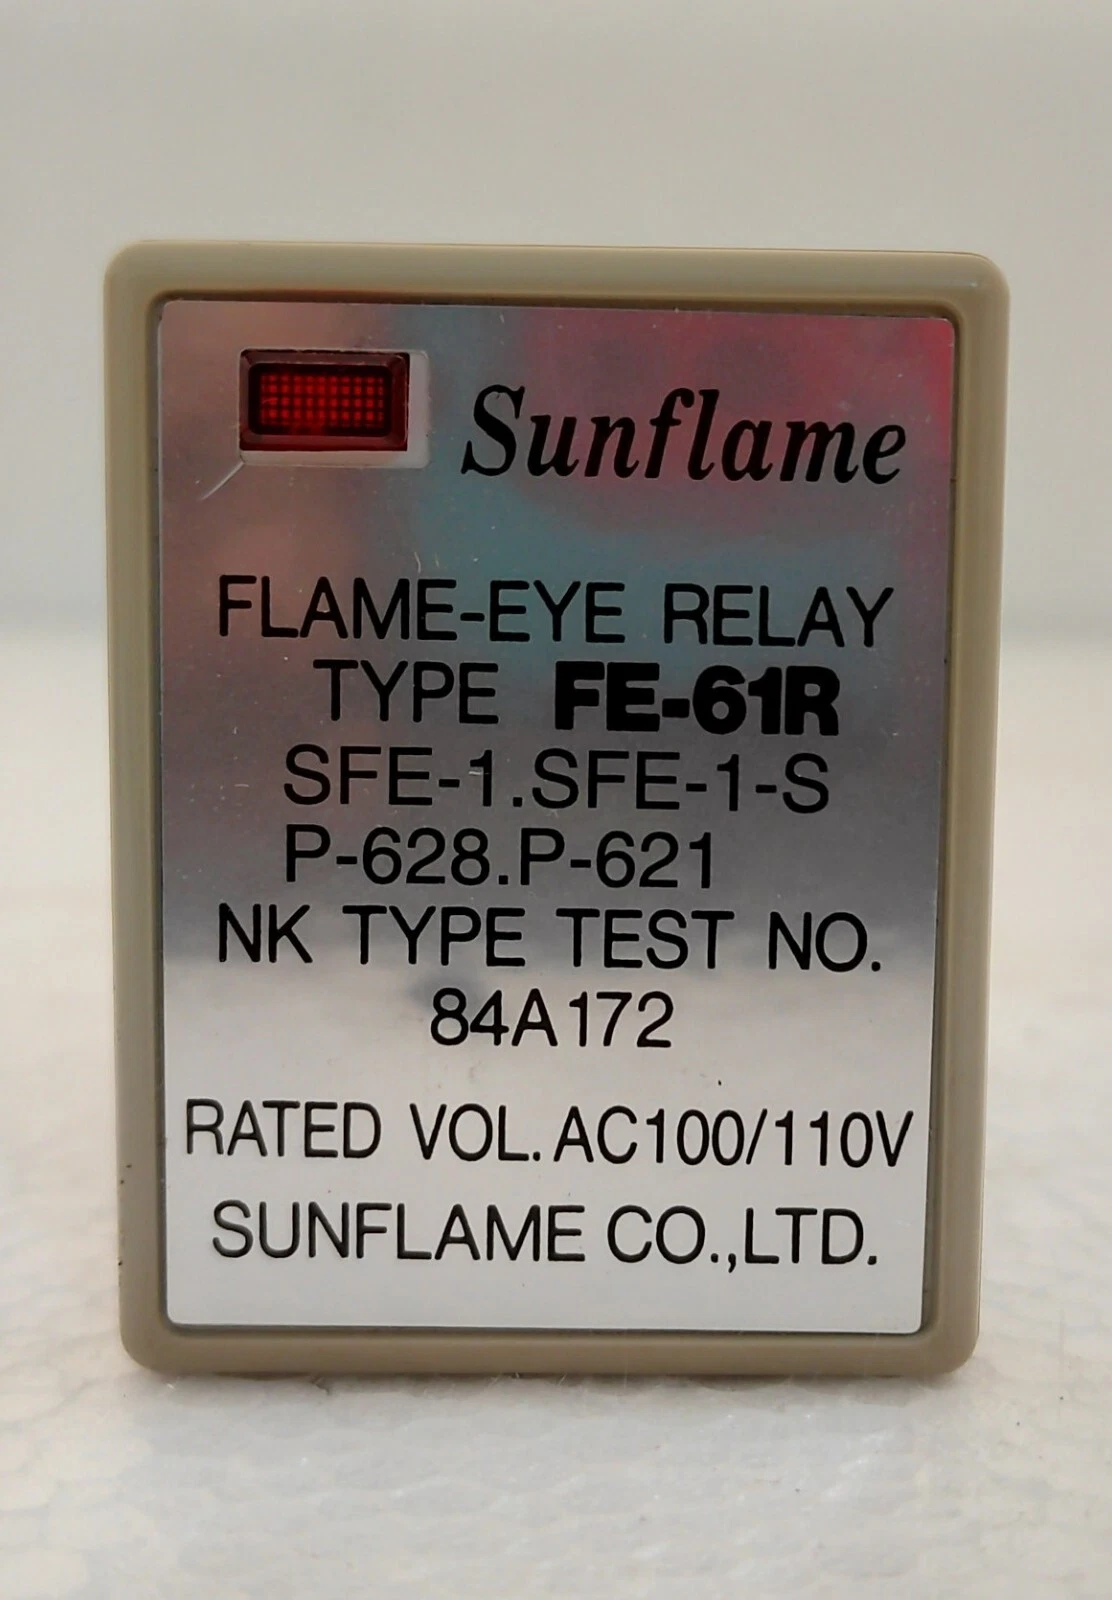 Sunflame
FLAME-EYE RELAY
TYPE FE-61R
SFE-1.SFE-1-S
P-628.P-621
NK TYPE TEST NO.
84A172
RATED VOL. AC100/110V
SUNFLAME CO.,LTD.